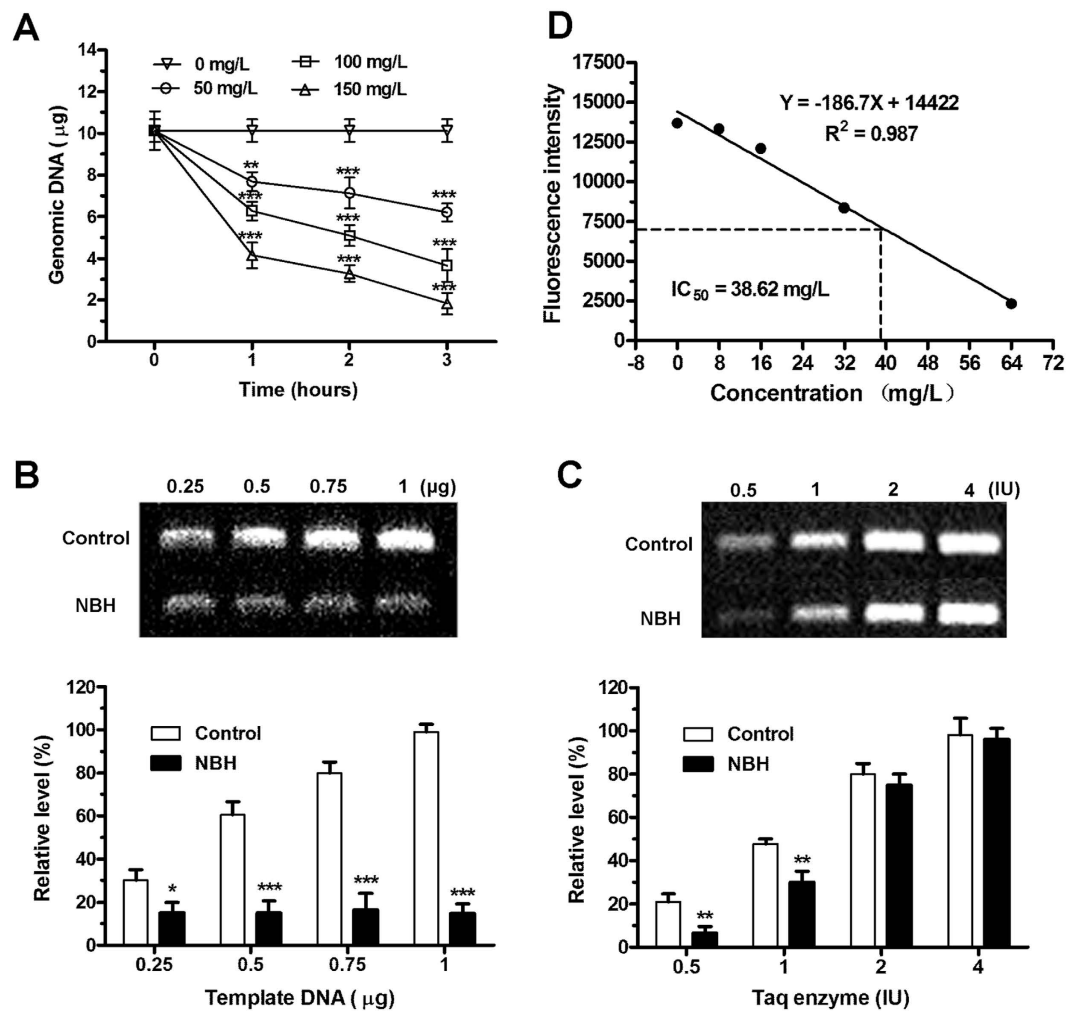 A
14
12
10
8
6
4
2
0
Genomic DNA ( μg)
0 mg/L
100 mg/L
50 mg/L
150 mg/L
**
***
***
***
***
***
***
***
***
0
1
2
3
Time (hours)
D
17500
15000
12500
10000
7500
5000
2500
0
Fluorescence intensity
Y = -186.7X + 14422
R² = 0.987
IC₅₀ = 38.62 mg/L
-8 0 8 16 24 32 40 48 56 64 72
Concentration (mg/L)
B
0.25 0.5 0.75 1 (μg)
Control
NBH
120
100
80
60
40
20
0
Relative level (%)
Control
NBH
* *** *** ***
0.25 0.5 0.75 1
Template DNA ( μg)
C
0.5 1 2 4 (IU)
Control
NBH
120
100
80
60
40
20
0
Relative level (%)
Control
NBH
**
**
0.5 1 2 4
Taq enzyme (IU)